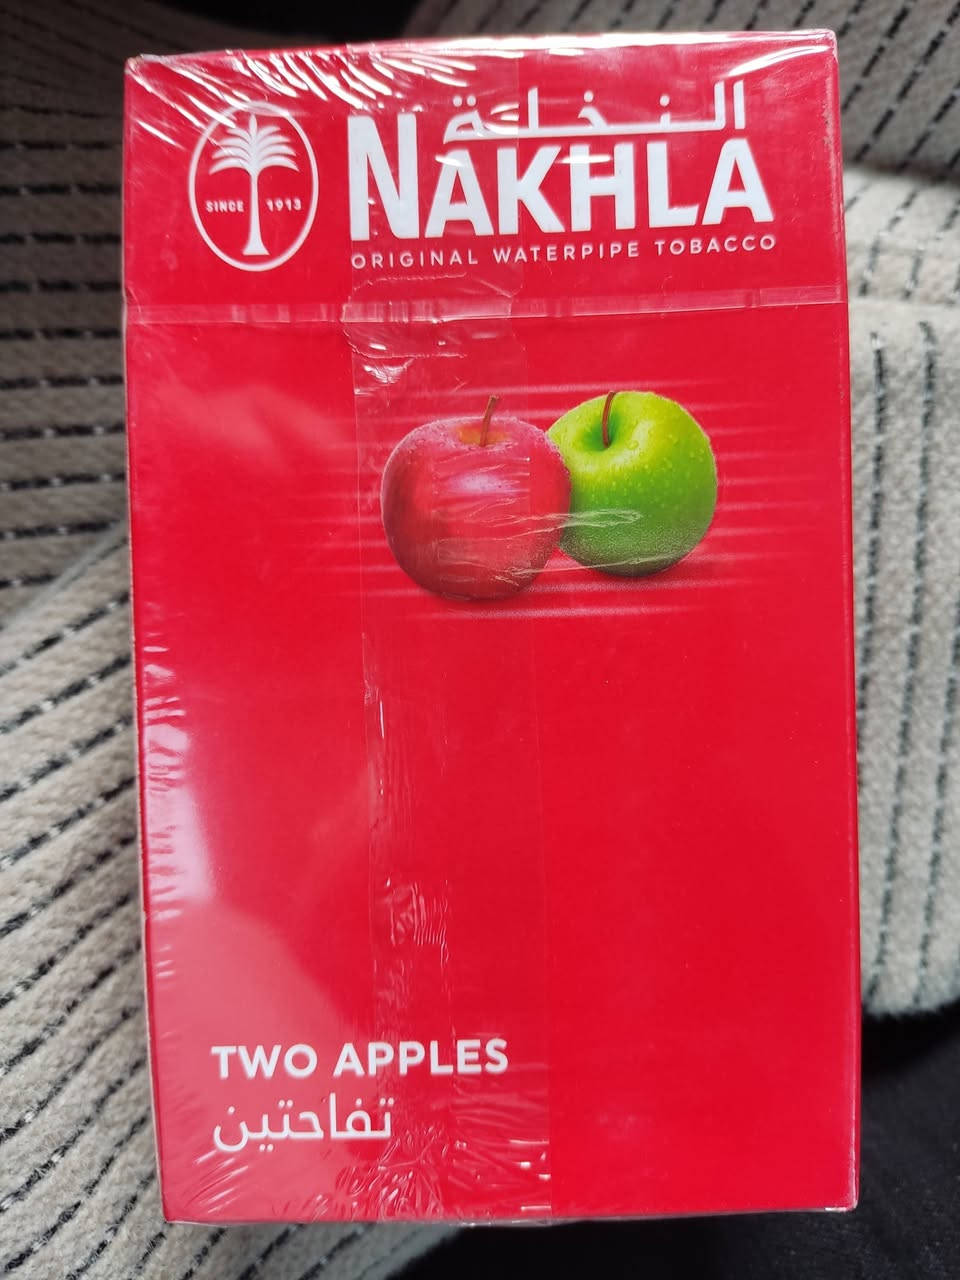 النخلة
NAKHLA
SINCE 1913
ORIGINAL WATERPIPE TOBACCO
TWO APPLES
تفاحتين